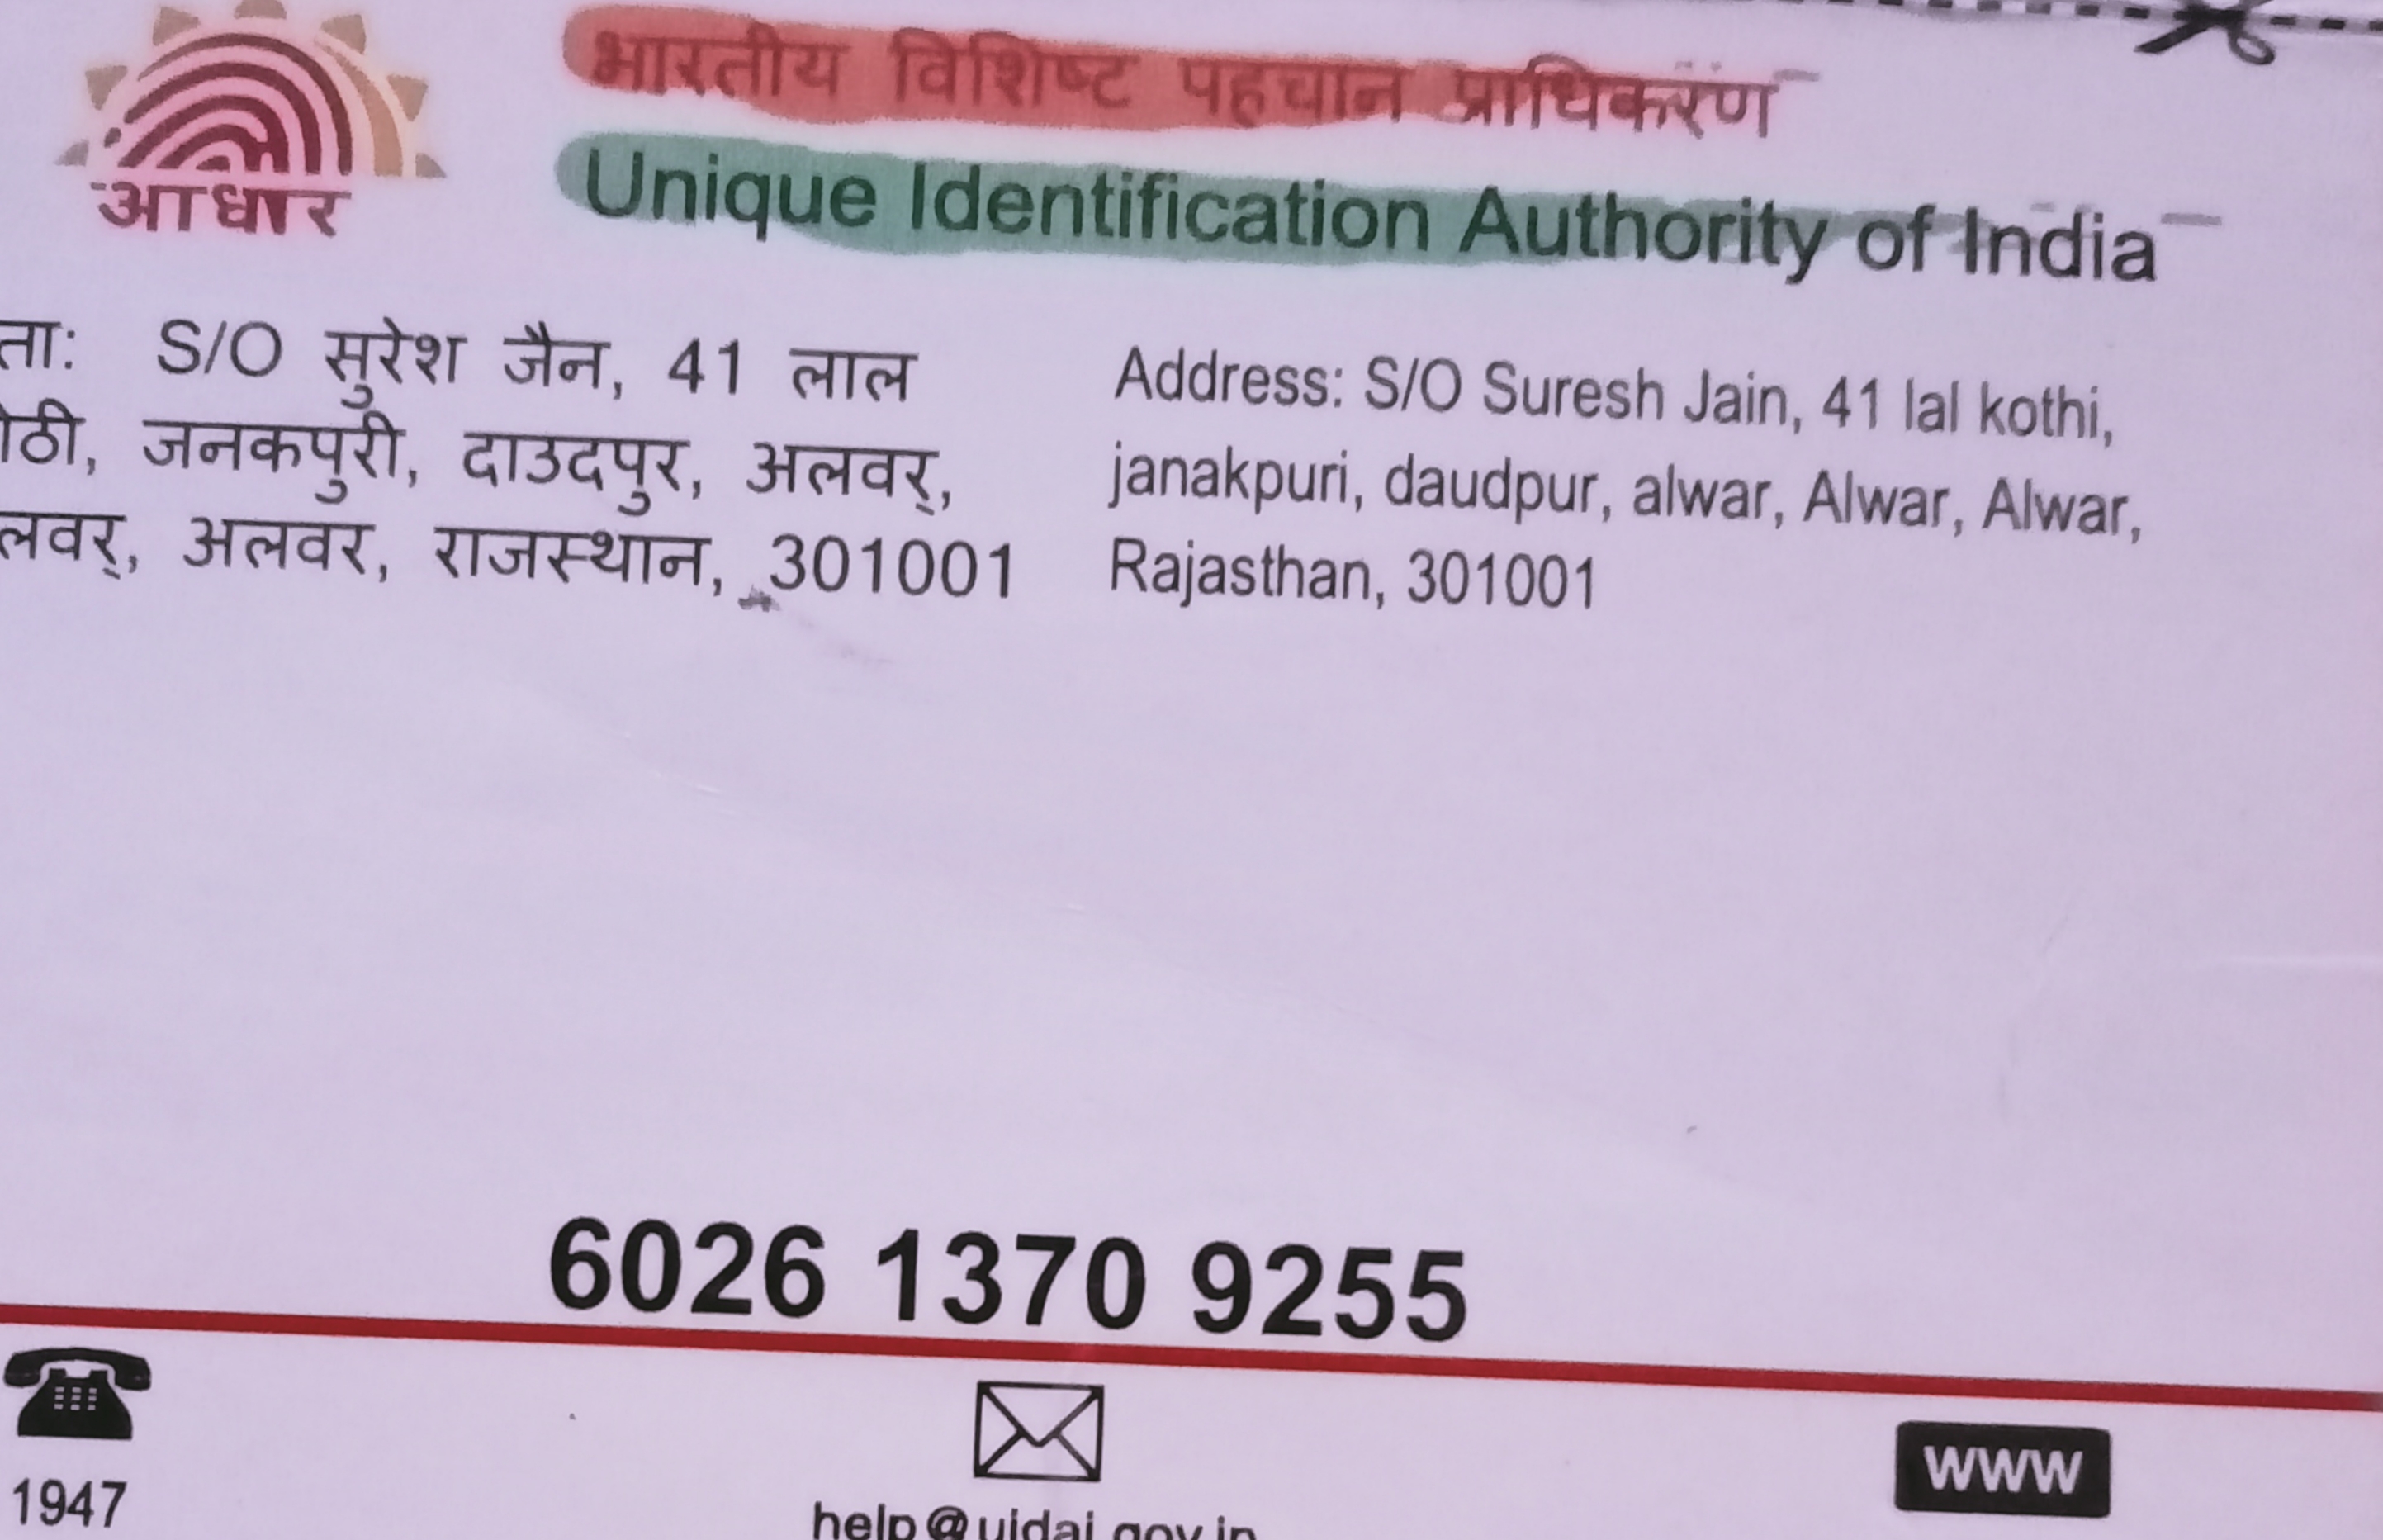 आधार
भारतीय विशिष्ट पहचान प्राधिकरण
Unique Identification Authority of India
S/O सुरेश जैन, 41 लाल
जनकपुरी, दाउदपुर, अलवर्,
अलवर, राजस्थान, 301001
Address: S/O Suresh Jain, 41 lal kothi,
janakpuri, daudpur, alwar, Alwar, Alwar,
Rajasthan, 301001
6026 1370 9255
1947
help@uidai.gov.in
WWW